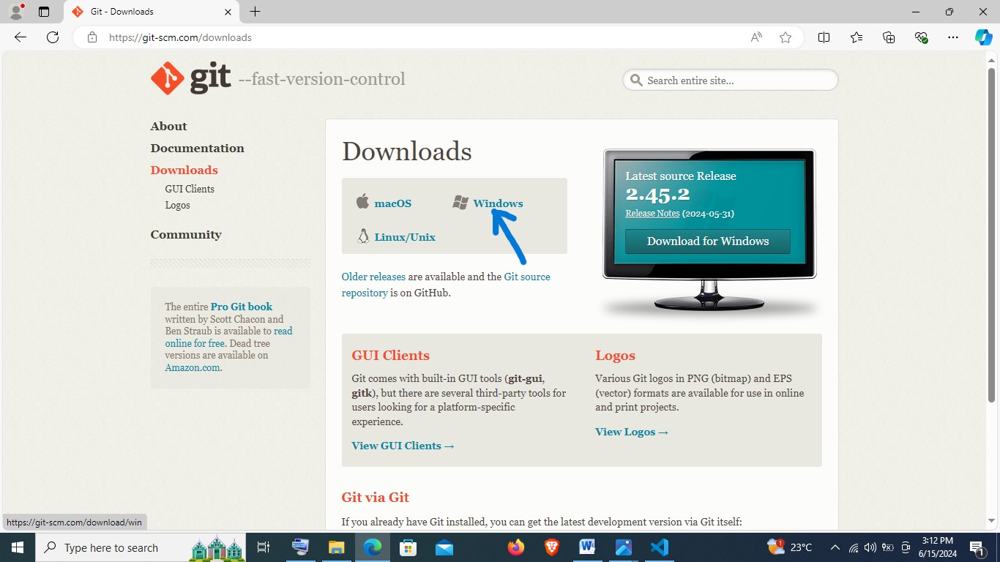 Git - Downloads
https://git-scm.com/downloads
git --fast-version-control
Search entire site...
About
Documentation
Downloads
GUI Clients
Logos
Community
The entire Pro Git book
written by Scott Chacon and
Ben Straub is available to read
online for free. Dead tree
versions are available on
Amazon.com.
Downloads
macOS
Windows
Linux/Unix
Older releases are available and the Git source
repository is on GitHub.
Latest source Release
2.45.2
Release Notes (2024-05-31)
Download for Windows
GUI Clients
Git comes with built-in GUI tools (git-gui,
gitk), but there are several third-party tools for
users looking for a platform-specific
experience.
View GUI Clients →
Logos
Various Git logos in PNG (bitmap) and EPS
(vector) formats are available for use in online
and print projects.
View Logos →
Git via Git
If you already have Git installed, you can get the latest development version via Git itself:
https://git-scm.com/download/win
Type here to search
23°C
3:12 PM
6/15/2024